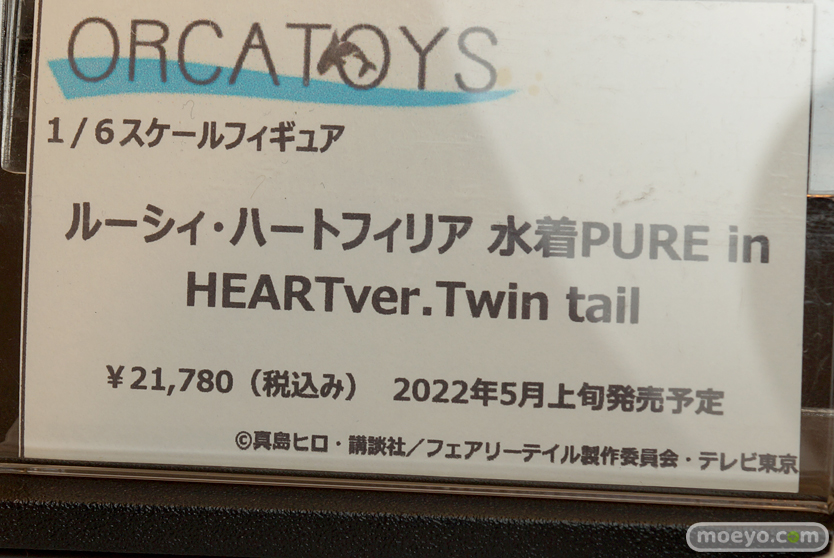 ORCATOYS
1/6スケールフィギュア
ルーシィ・ハートフィリア 水着PURE in
HEARTver.Twin tail
¥21,780（税込み） 2022年5月上旬発売予定
©真島ヒロ・講談社／フェアリーテイル製作委員会・テレビ東京
moeyo.com